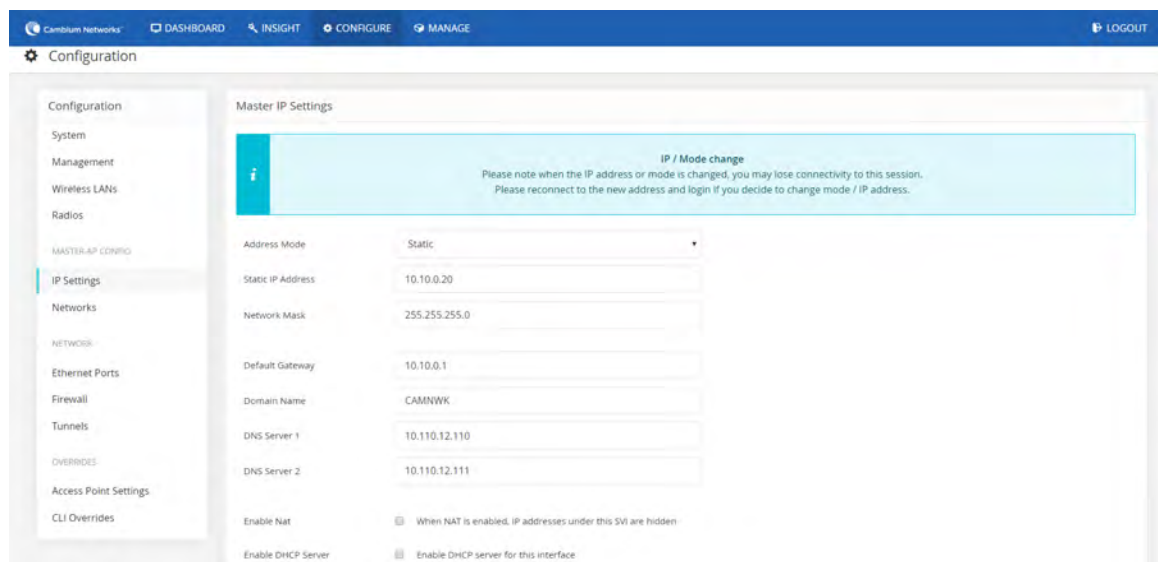 Cambium Networks™ DASHBOARD INSIGHT CONFIGURE MANAGE LOGOUT
Configuration
Configuration
System
Management
Wireless LANs
Radios
MASTER-AP CONFIG
IP Settings
Networks
NETWORK
Ethernet Ports
Firewall
Tunnels
OVERRIDES
Access Point Settings
CLI Overrides
Master IP Settings
i
IP / Mode change
Please note when the IP address or mode is changed, you may lose connectivity to this session.
Please reconnect to the new address and login if you decide to change mode / IP address.
Address Mode Static
Static IP Address 10.10.0.20
Network Mask 255.255.255.0
Default Gateway 10.10.0.1
Domain Name CAMNWK
DNS Server 1 10.110.12.110
DNS Server 2 10.110.12.111
Enable Nat When NAT is enabled, IP addresses under this SVI are hidden
Enable DHCP Server Enable DHCP server for this interface